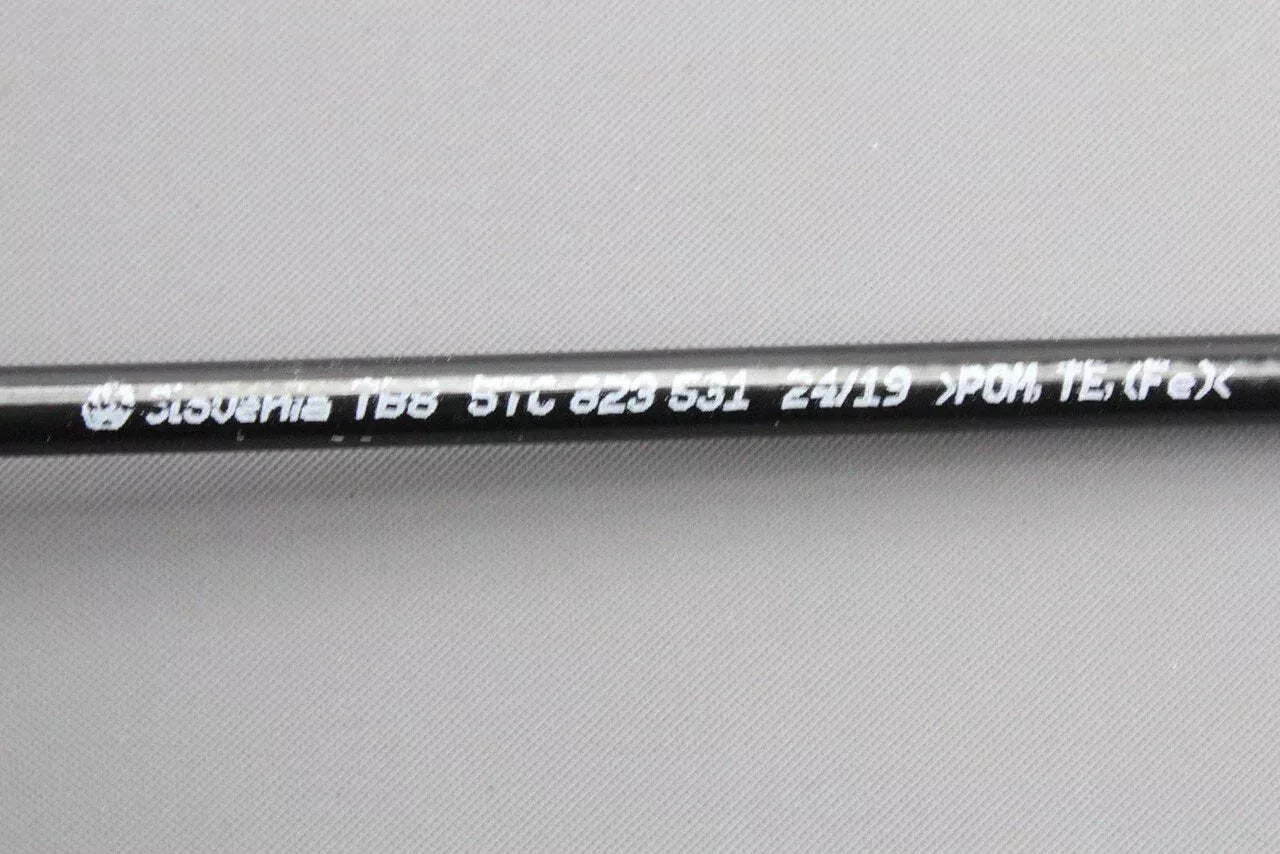 Slovenia TB8 5TC 823 531 24/19 >POM, TE, (Fe)<